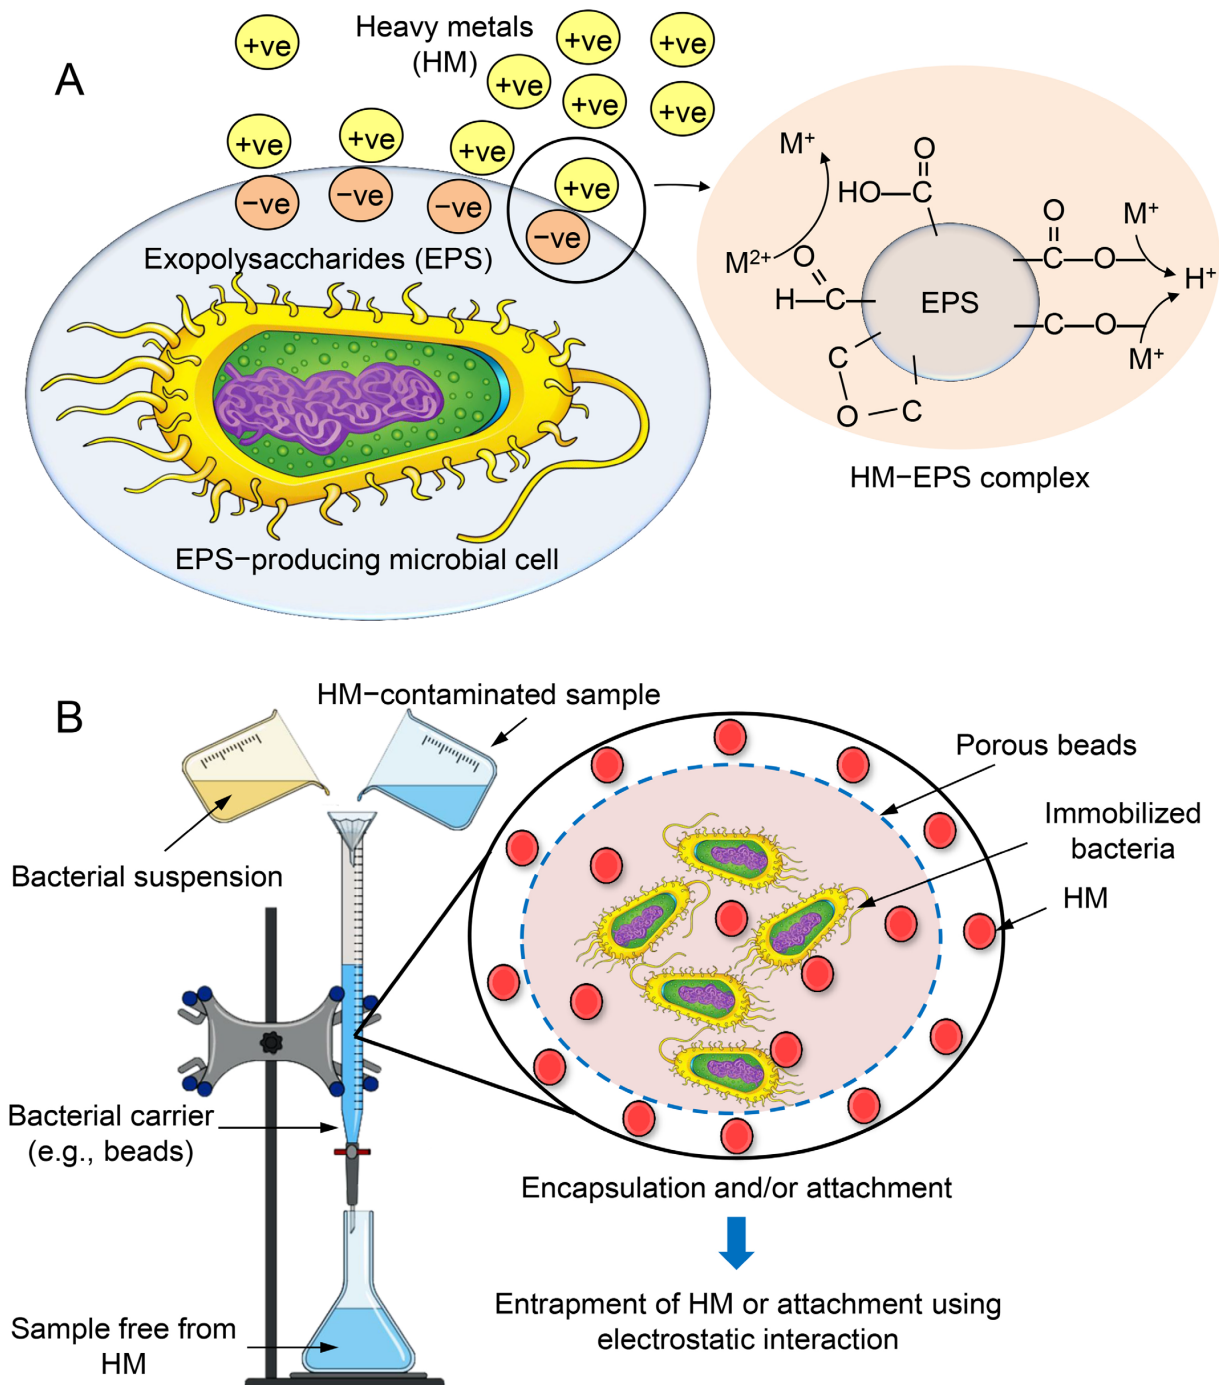 A
Heavy metals
(HM)
+ve
+ve
+ve
+ve
+ve
+ve
+ve
+ve
+ve
+ve
−ve
−ve
−ve
+ve
−ve
Exopolysaccharides (EPS)
EPS−producing microbial cell
M⁺
M²⁺
O
HO
C
O
H
C
O
C
O
M⁺
H⁺
C
O
M⁺
EPS
C
O
C
HM−EPS complex
B
HM−contaminated sample
Bacterial suspension
Porous beads
Immobilized
bacteria
HM
Bacterial carrier
(e.g., beads)
Encapsulation and/or attachment
Entrapment of HM or attachment using
electrostatic interaction
Sample free from
HM